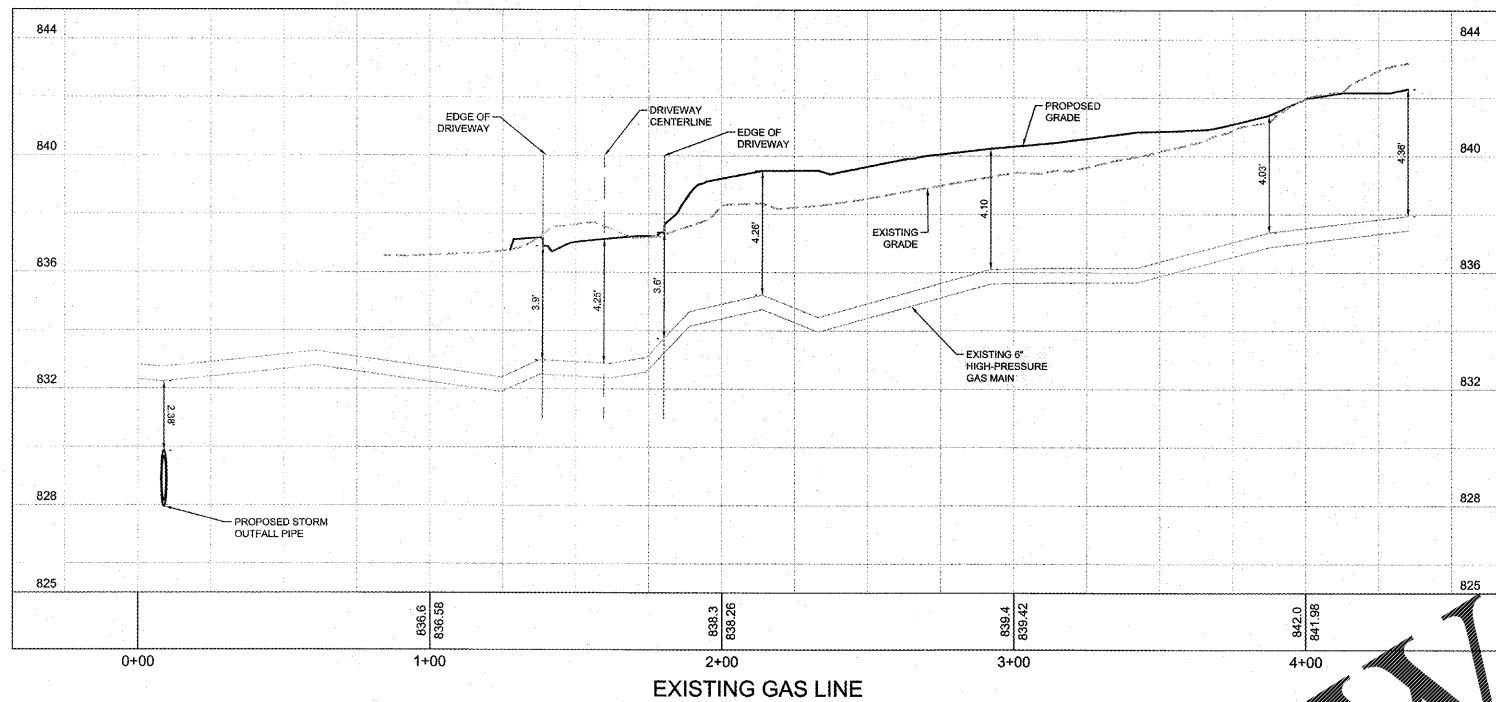 844
844
EDGE OF
DRIVEWAY
DRIVEWAY
CENTERLINE
EDGE OF
DRIVEWAY
PROPOSED
GRADE
840
840
4.36'
4.03'
4.10
4.26'
EXISTING
GRADE
836
836
3.9'
4.25'
3.6'
EXISTING 6"
HIGH-PRESSURE
GAS MAIN
832
832
2.38'
828
828
PROPOSED STORM
OUTFALL PIPE
825
825
836.6
836.58
838.3
838.26
839.4
839.42
842.0
841.98
0+00
1+00
2+00
3+00
4+00
EXISTING GAS LINE